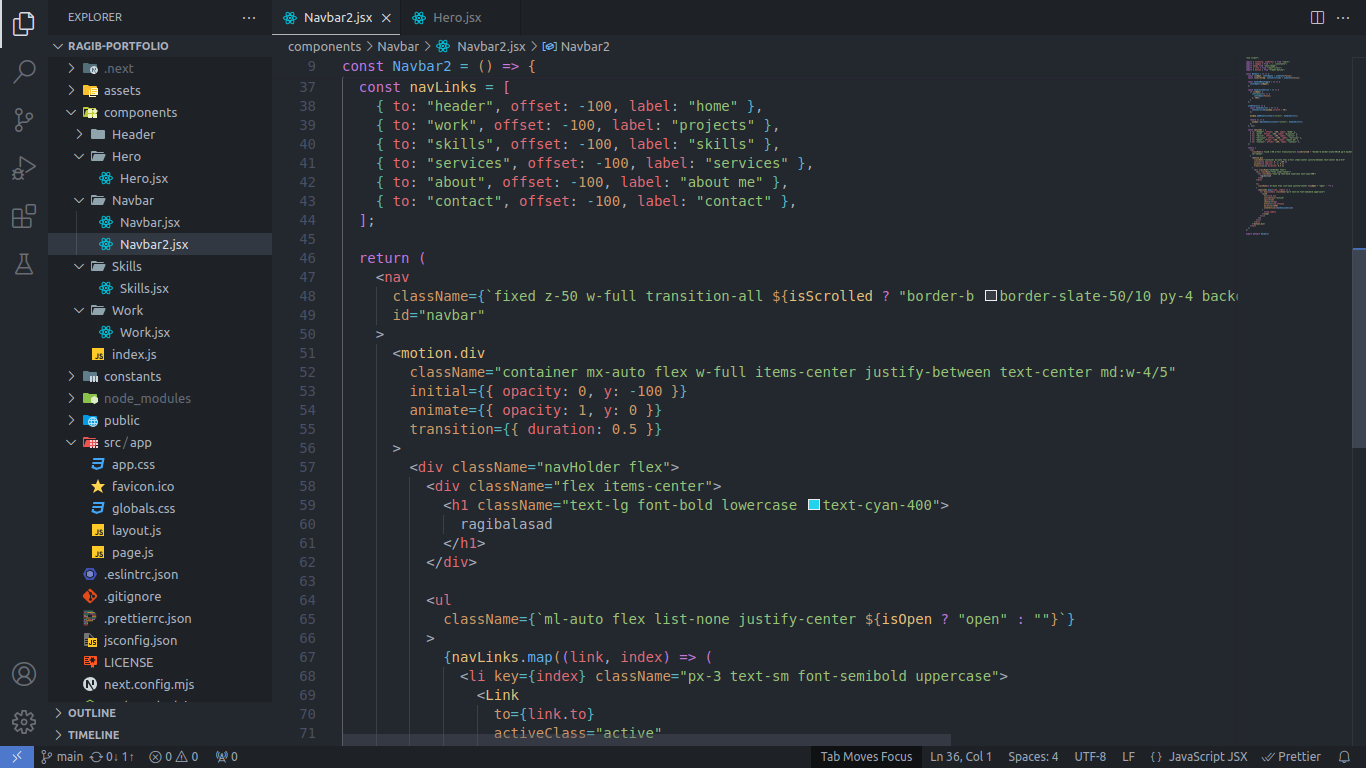 EXPLORER
RAGIB-PORTFOLIO
.next
assets
components
Header
Hero
Hero.jsx
Navbar
Navbar.jsx
Navbar2.jsx
Skills
Skills.jsx
Work
Work.jsx
index.js
constants
node_modules
public
src / app
app.css
favicon.ico
globals.css
layout.js
page.js
.eslintrc.json
.gitignore
.prettierrc.json
jsconfig.json
LICENSE
next.config.mjs
OUTLINE
TIMELINE
Navbar2.jsx
Hero.jsx
components > Navbar > Navbar2.jsx > Navbar2
9 const Navbar2 = () => {
37 const navLinks = [
38 { to: "header", offset: -100, label: "home" },
39 { to: "work", offset: -100, label: "projects" },
40 { to: "skills", offset: -100, label: "skills" },
41 { to: "services", offset: -100, label: "services" },
42 { to: "about", offset: -100, label: "about me" },
43 { to: "contact", offset: -100, label: "contact" },
44 ];
45
46 return (
47 <nav
48 className={`fixed z-50 w-full transition-all ${isScrolled ? "border-b border-slate-50/10 py-4
49 id="navbar"
50 >
51 <motion.div
52 className="container mx-auto flex w-full items-center justify-between text-center md:w-4/5"
53 initial={{ opacity: 0, y: -100 }}
54 animate={{ opacity: 1, y: 0 }}
55 transition={{ duration: 0.5 }}
56 >
57 <div className="navHolder flex">
58 <div className="flex items-center">
59 <h1 className="text-lg font-bold lowercase text-cyan-400">
60 ragibalasad
61 </h1>
62 </div>
63
64 <ul
65 className={`ml-auto flex list-none justify-center ${isOpen ? "open" : ""}`}
66 >
67 {navLinks.map((link, index) => (
68 <li key={index} className="px-3 text-sm font-semibold uppercase">
69 <Link
70 to={link.to}
71 activeClass="active"
main 0↓ 1↑ 0 0 0
Tab Moves Focus Ln 36, Col 1 Spaces: 4 UTF-8 LF {} JavaScript JSX Prettier